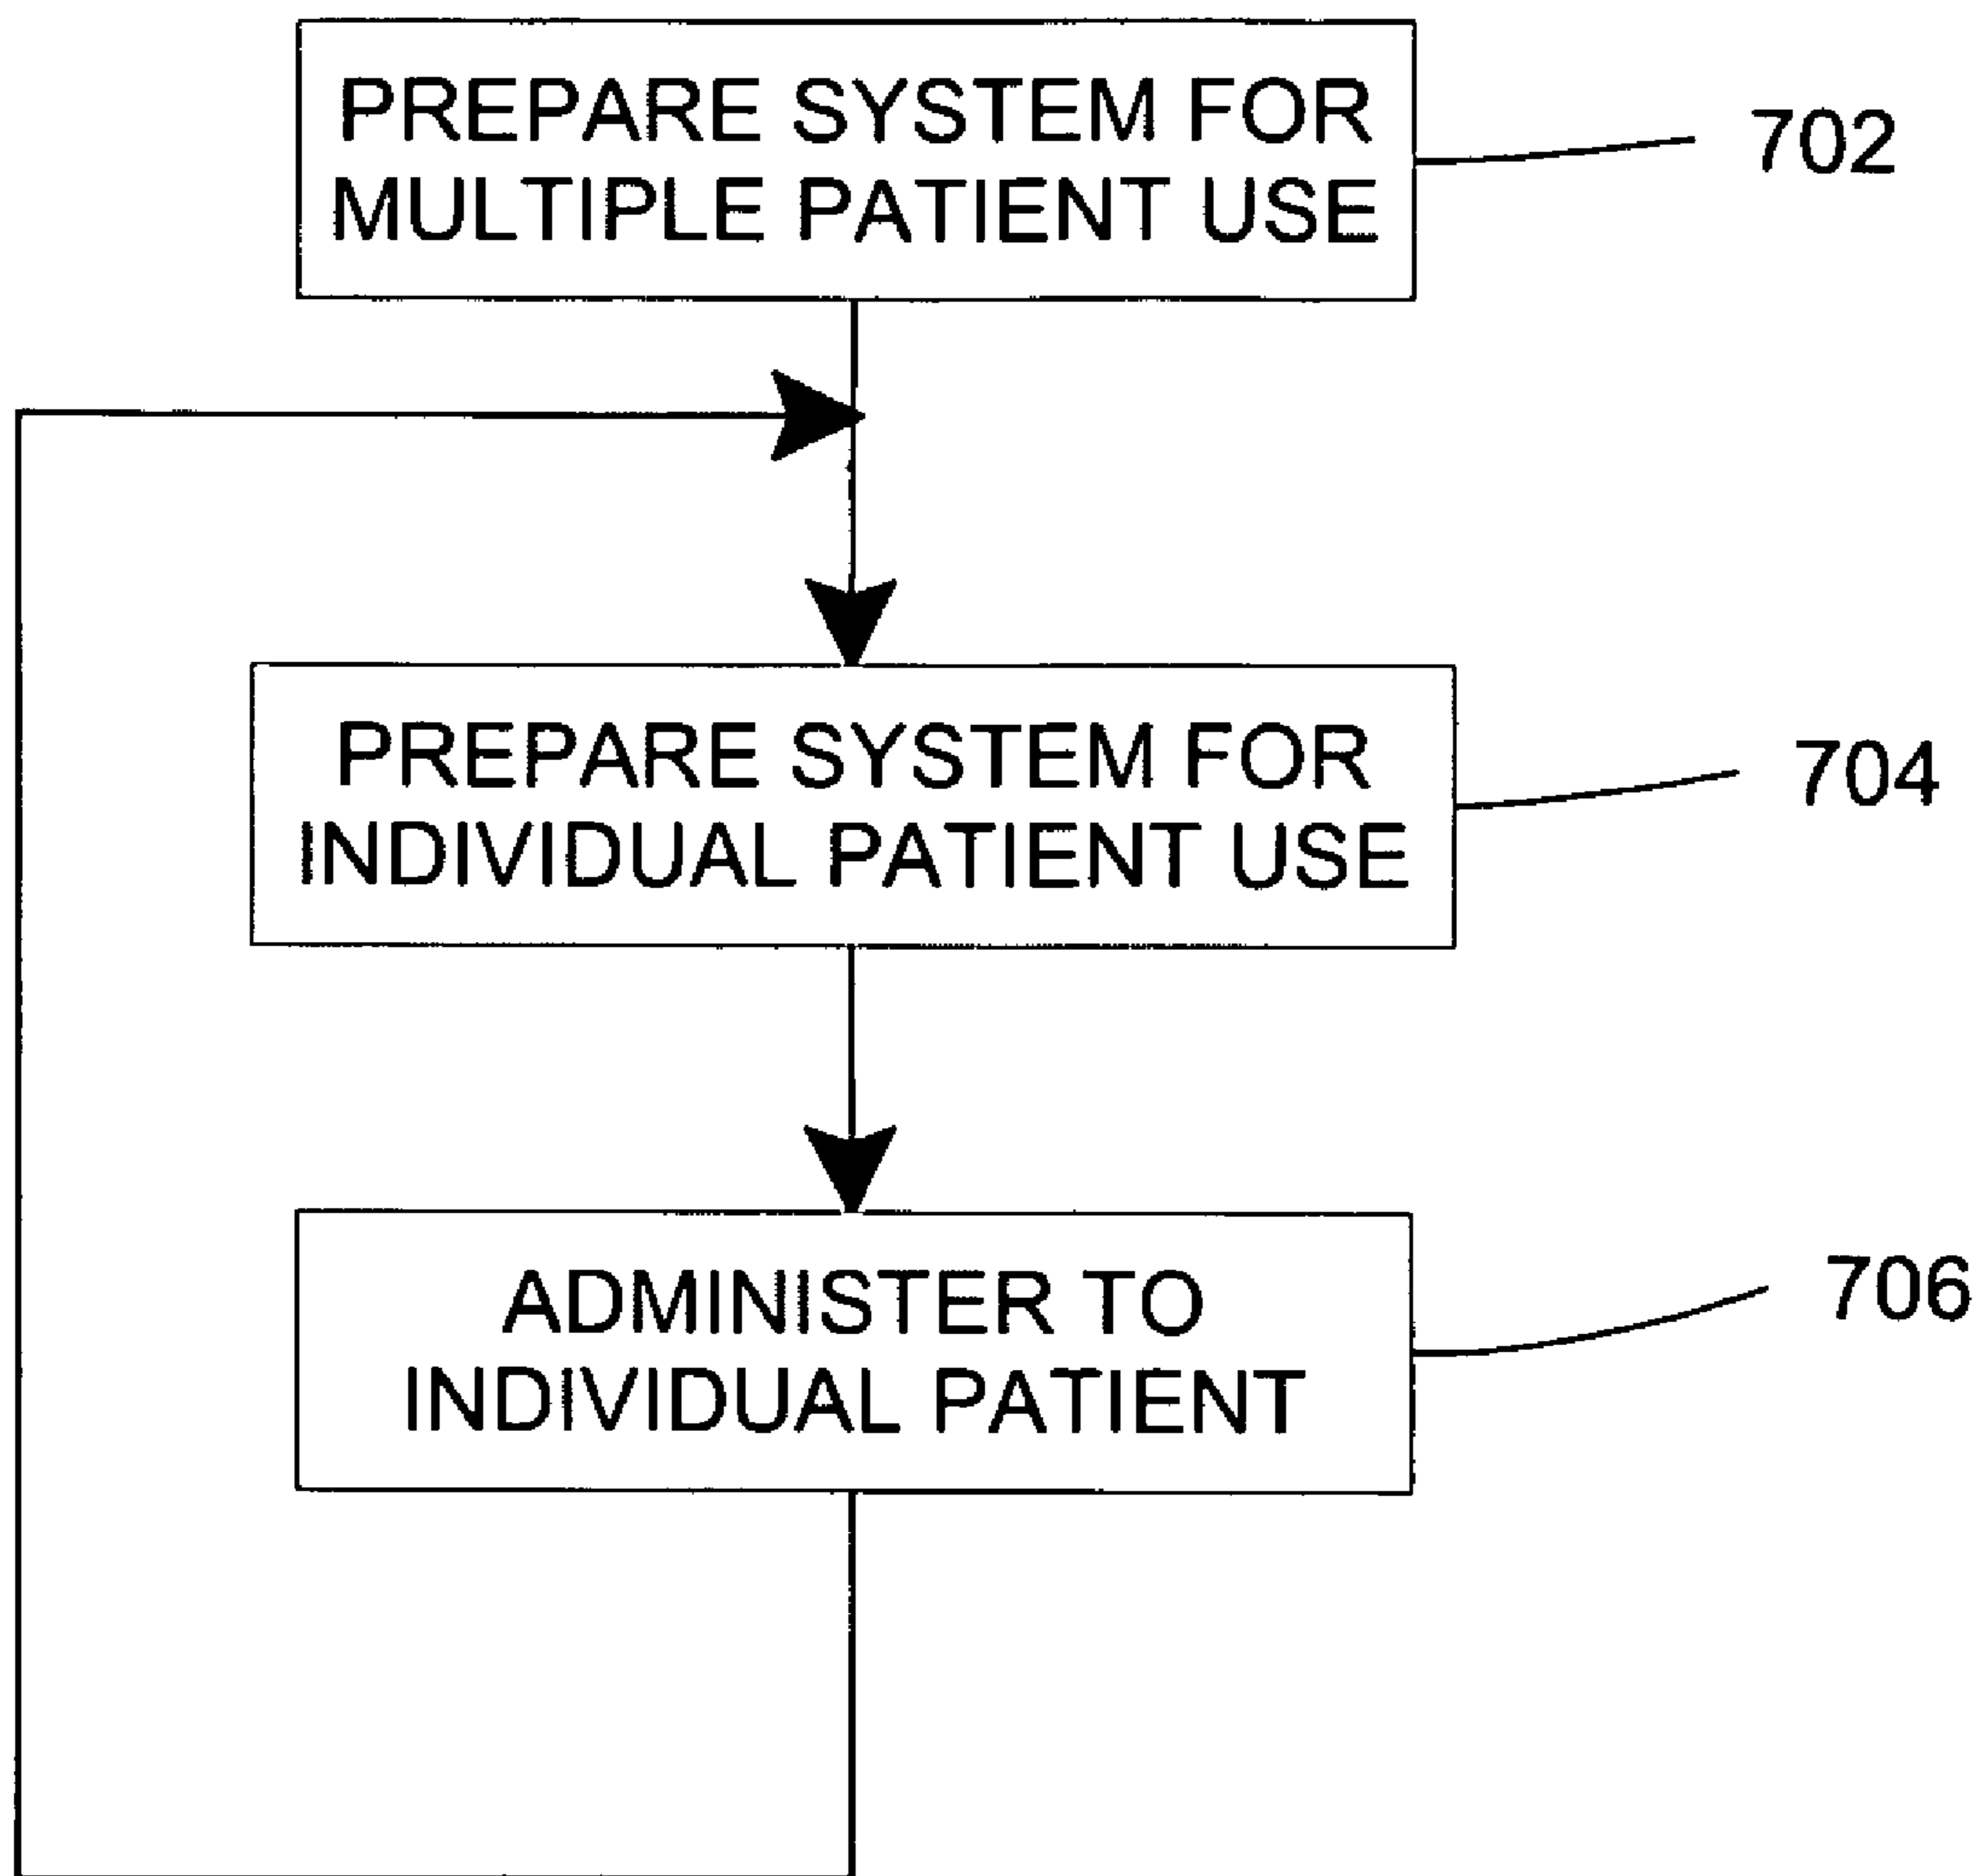 PREPARE SYSTEM FOR
MULTIPLE PATIENT USE
702
PREPARE SYSTEM FOR
INDIVIDUAL PATIENT USE
704
ADMINISTER TO
INDIVIDUAL PATIENT
706